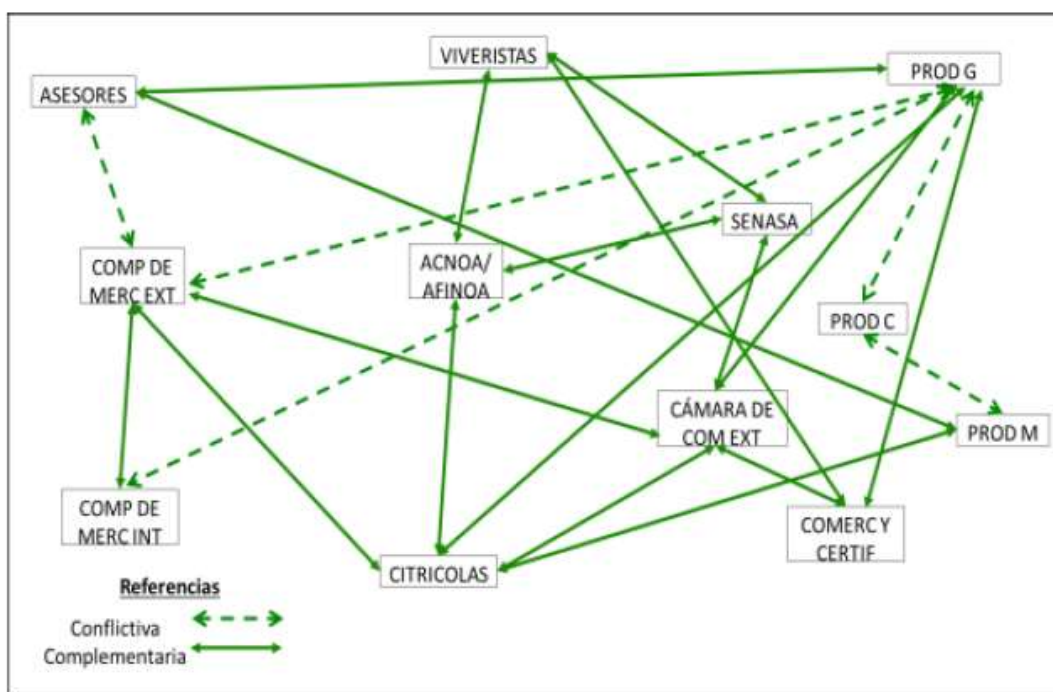 VIVERISTAS
PROD G
ASESORES
SENASA
COMP DE
MERC EXT
ACNOA/
AFINOA
PROD C
CÁMARA DE
COM EXT
PROD M
COMP DE
MERC INT
COMERC Y
CERTIF
CITRICOLAS
Referencias
Conflictiva
Complementaria